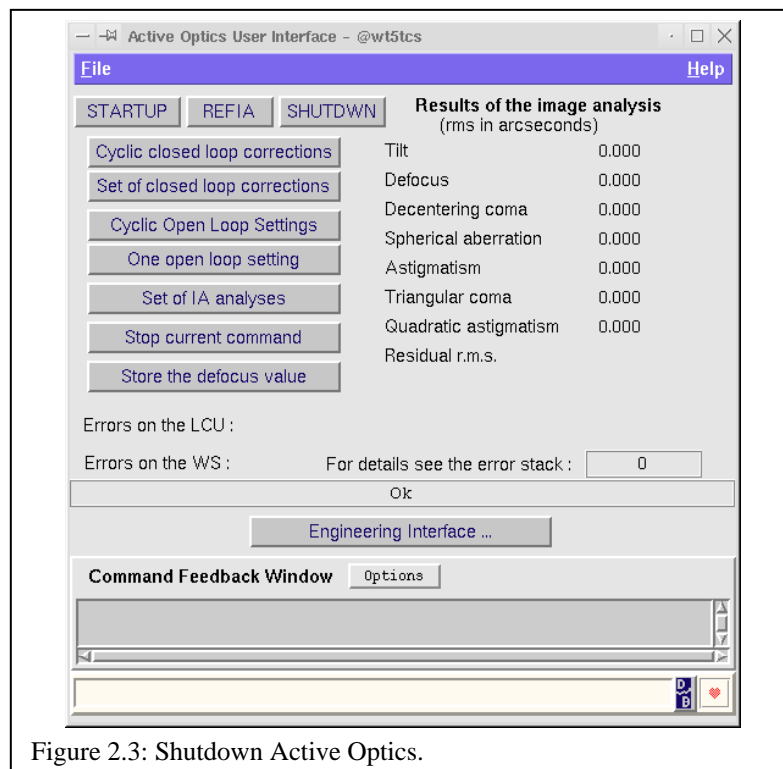 Active Optics User Interface - @wt5tcs
File Help
STARTUP REFIA SHUTDWN
Results of the image analysis
(rms in arcseconds)
Cyclic closed loop corrections
Set of closed loop corrections
Cyclic Open Loop Settings
One open loop setting
Set of IA analyses
Stop current command
Store the defocus value
Tilt 0.000
Defocus 0.000
Decentering coma 0.000
Spherical aberration 0.000
Astigmatism 0.000
Triangular coma 0.000
Quadratic astigmatism 0.000
Residual r.m.s.
Errors on the LCU :
Errors on the WS : For details see the error stack : 0
Ok
Engineering Interface ...
Command Feedback Window Options
D B
Figure 2.3: Shutdown Active Optics.